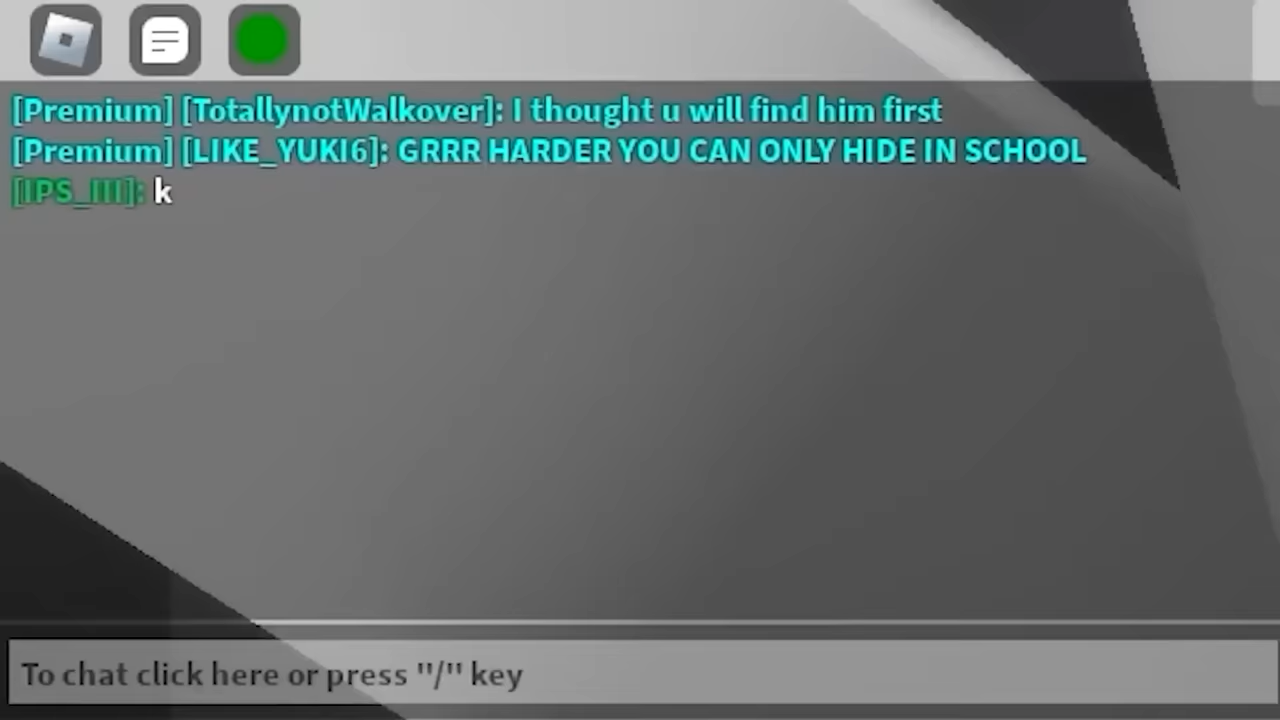 [Premium] [TotallynotWalkover]: I thought u will find him first
[Premium] [LIKE_YUKI6]: GRRR HARDER YOU CAN ONLY HIDE IN SCHOOL
[IPS_III]: k
To chat click here or press "/" key